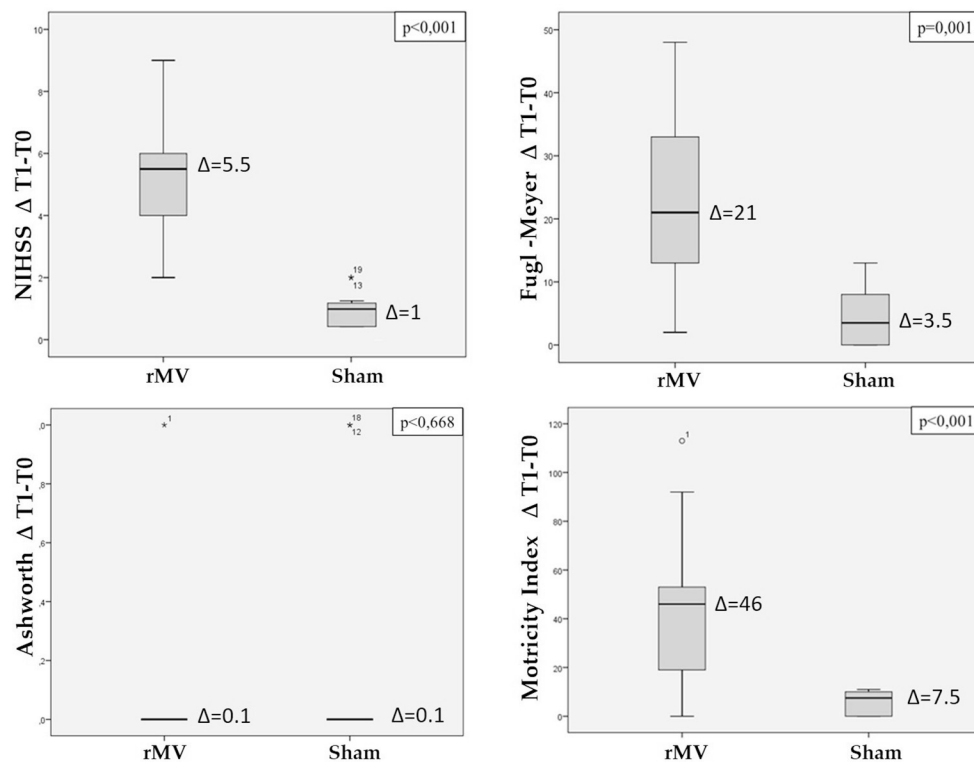 p<0,001
NIHSS Δ T1-T0
10
8
6
4
2
0
Δ=5.5
19
13
Δ=1
rMV
Sham
p=0,001
Fugl -Meyer Δ T1-T0
50
40
30
20
10
0
Δ=21
Δ=3.5
rMV
Sham
p<0,668
Ashworth Δ T1-T0
,0
,8
,6
,4
,2
,0
1
18
12
Δ=0.1
Δ=0.1
rMV
Sham
p<0,001
Motricity Index Δ T1-T0
120
100
80
60
40
20
0
1
Δ=46
Δ=7.5
rMV
Sham